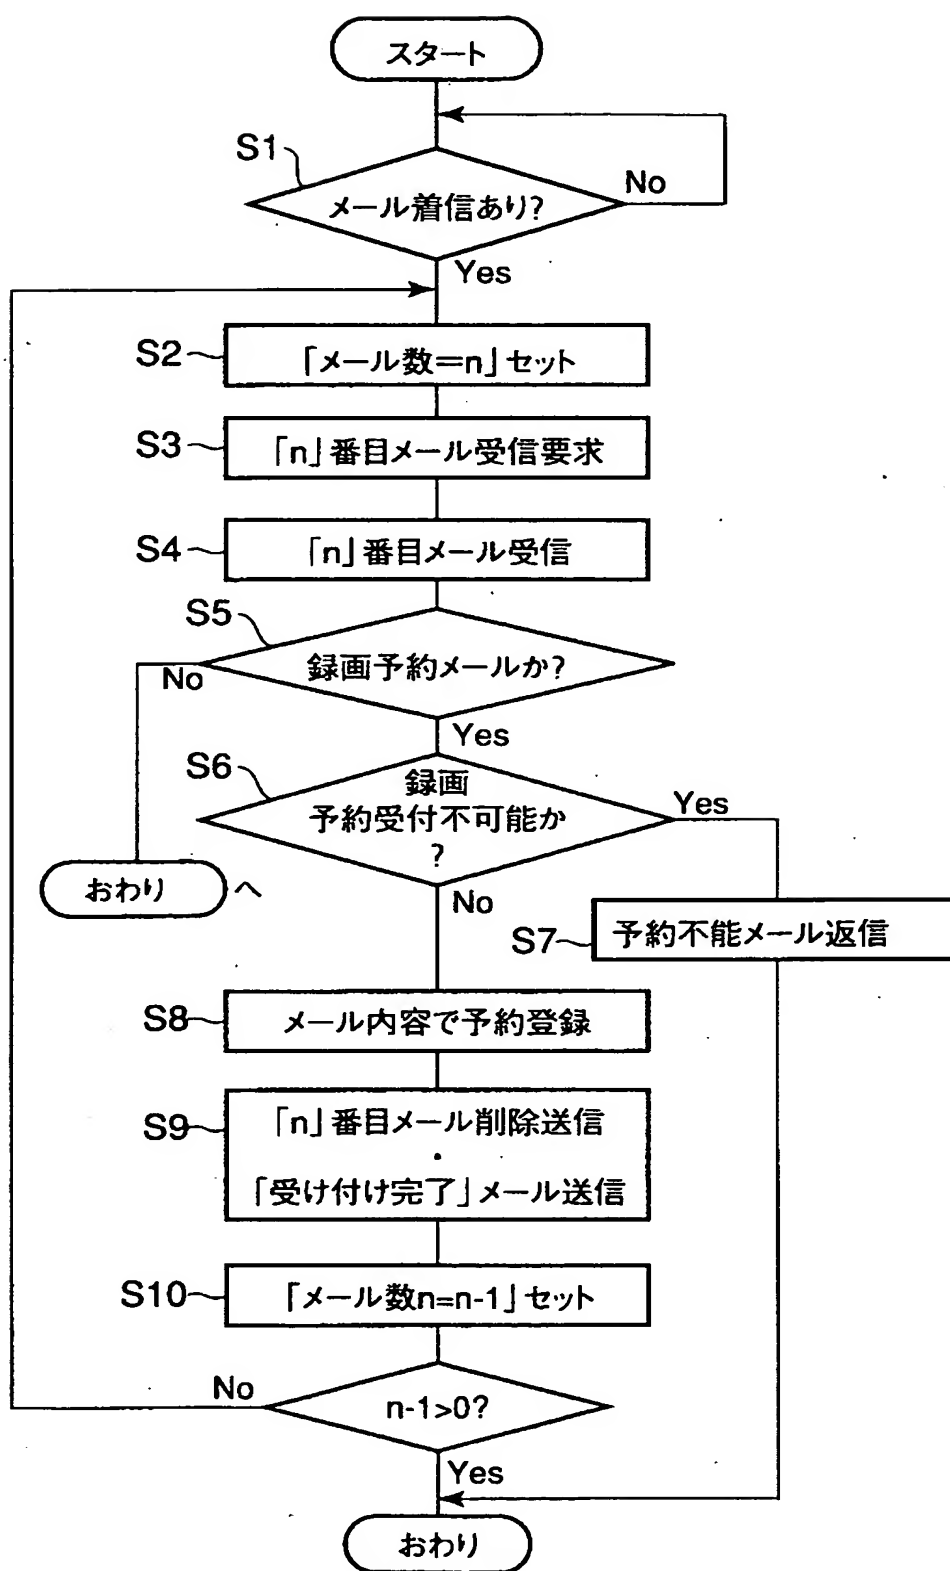 スタート
S1
メール着信あり?
No
Yes
S2
「メール数=n」セット
S3
「n」番目メール受信要求
S4
「n」番目メール受信
S5
録画予約メールか?
No
Yes
S6
録画
予約受付不可能か
?
Yes
No
おわり
へ
S7
予約不能メール返信
S8
メール内容で予約登録
S9
「n」番目メール削除送信
・
「受け付け完了」メール送信
S10
「メール数n=n-1」セット
No
n-1>0?
Yes
おわり